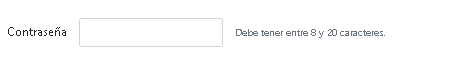 Contraseña
Debe tener entre 8 y 20 caracteres.